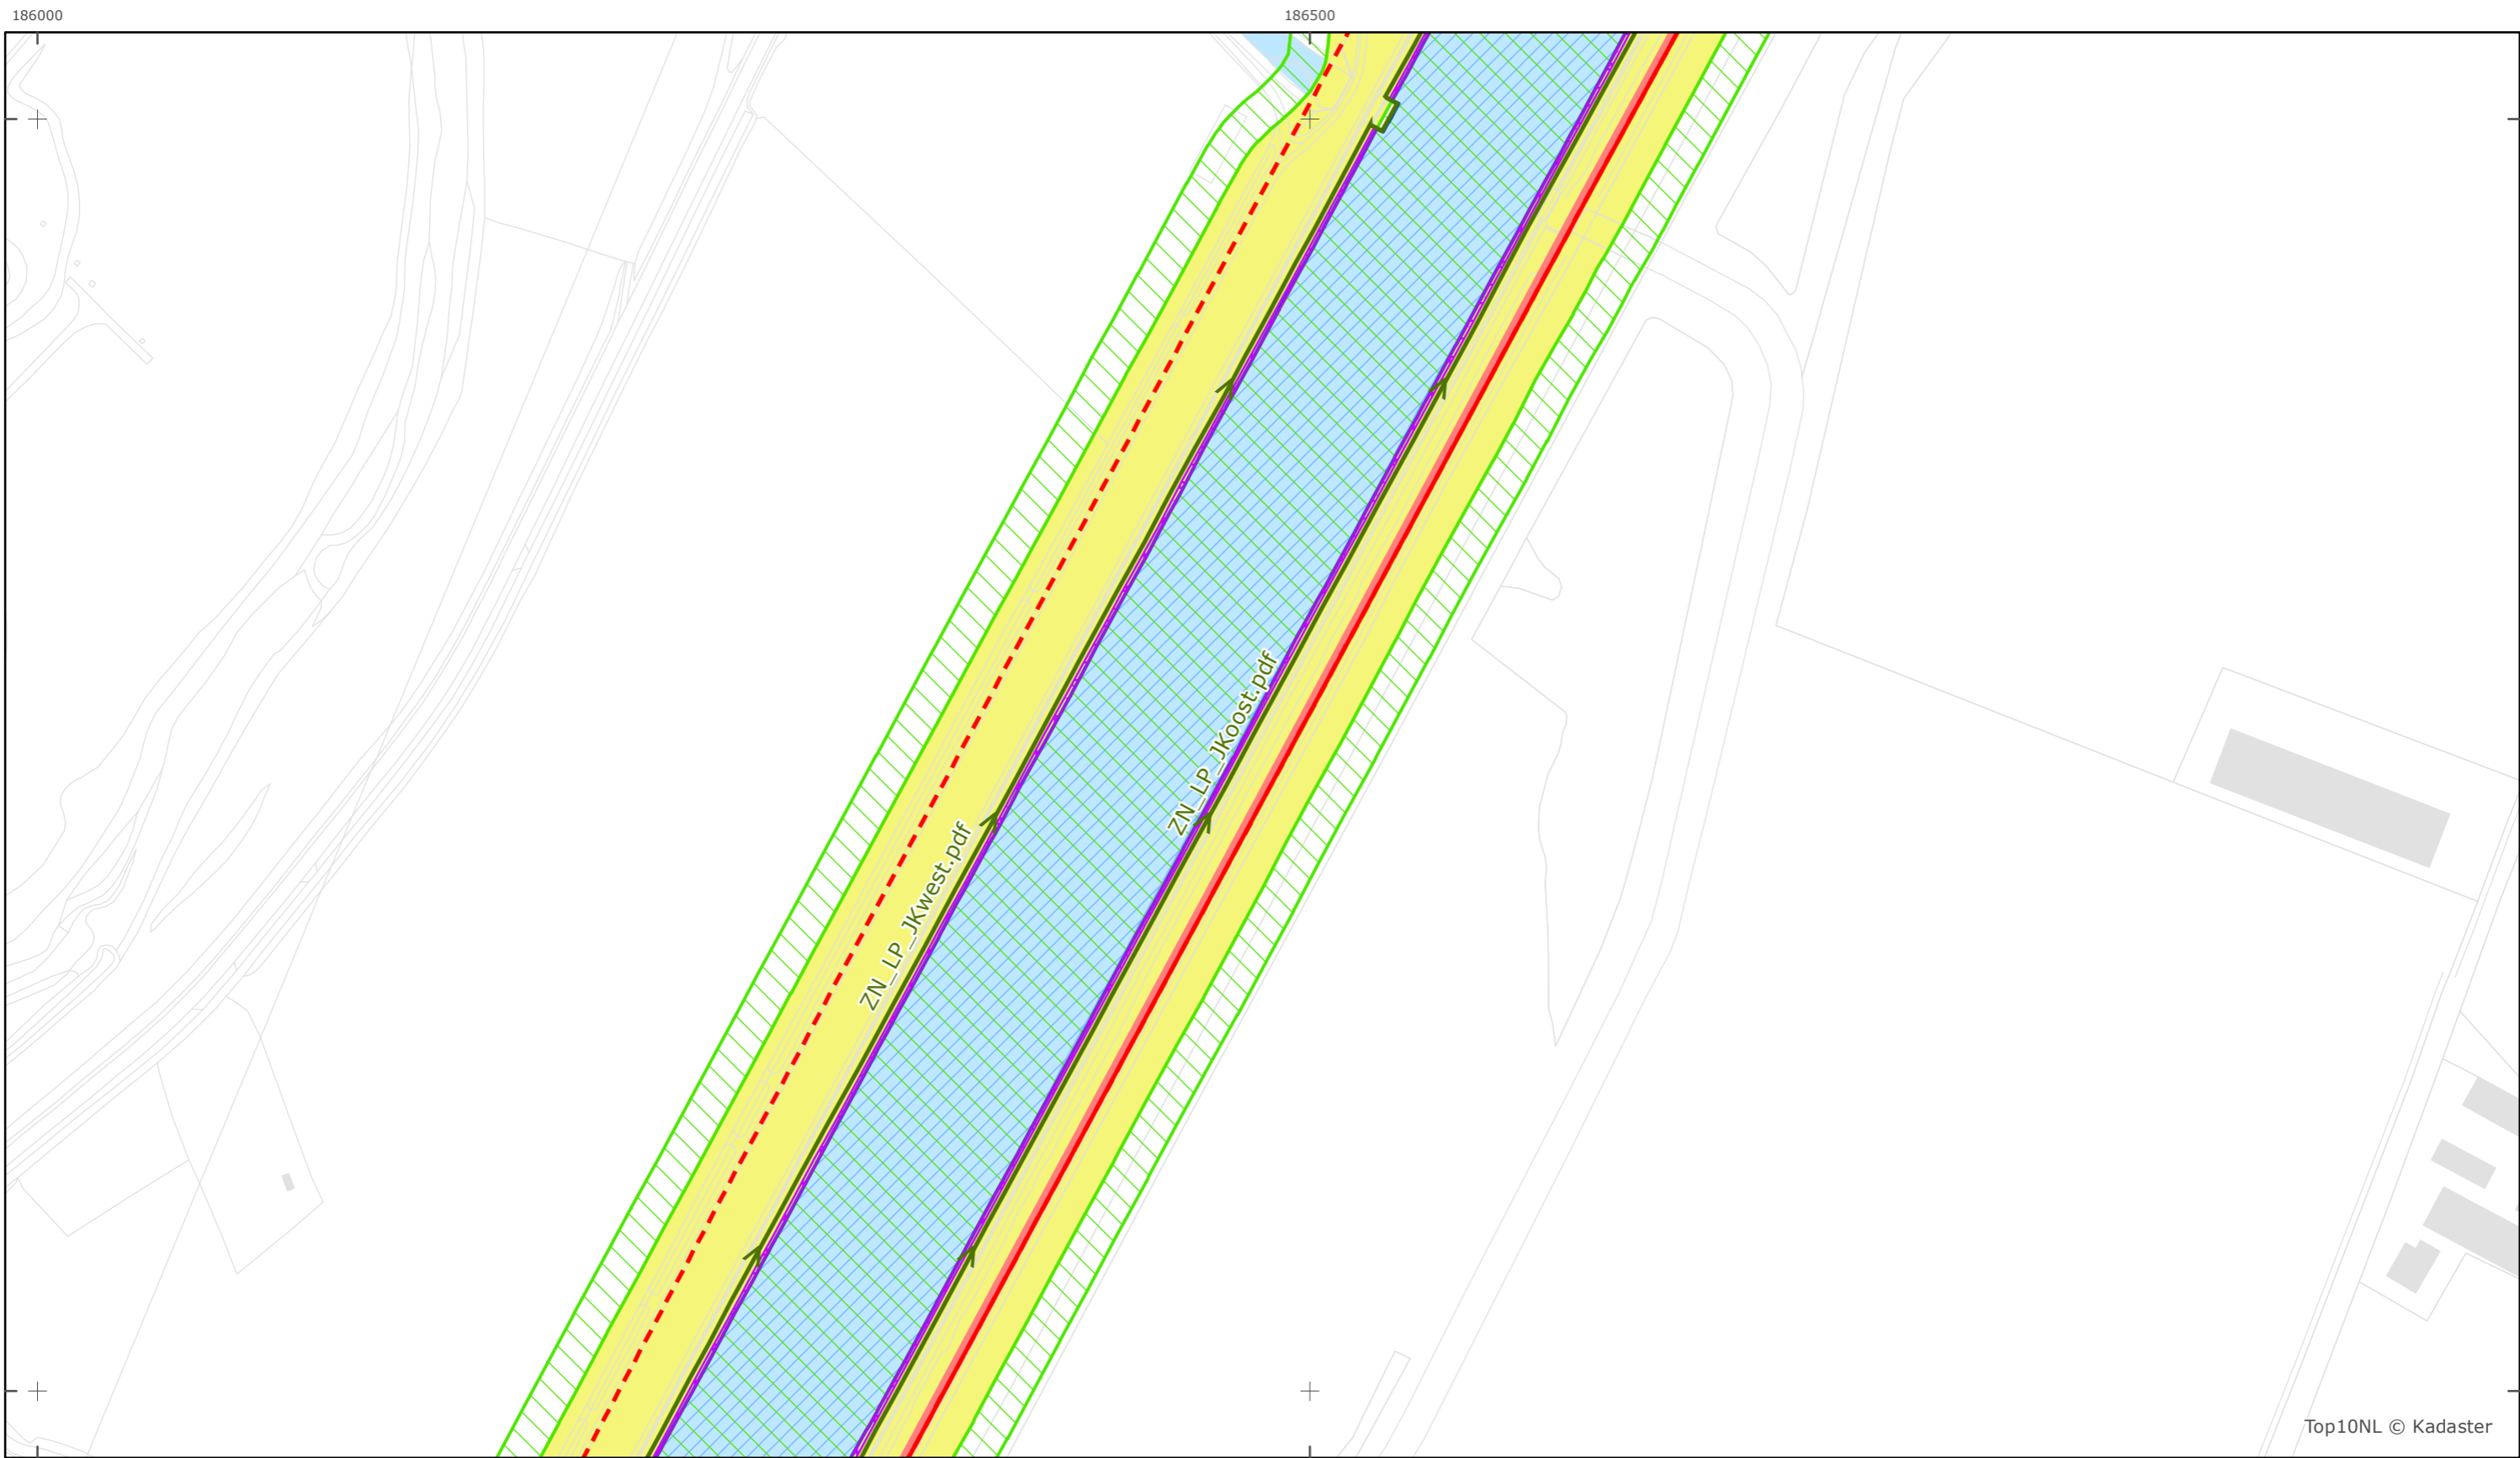 186000
186500
ZN_LP_JKoost.pdf
ZN_LP_JKwest.pdf
Top10NL © Kadaster